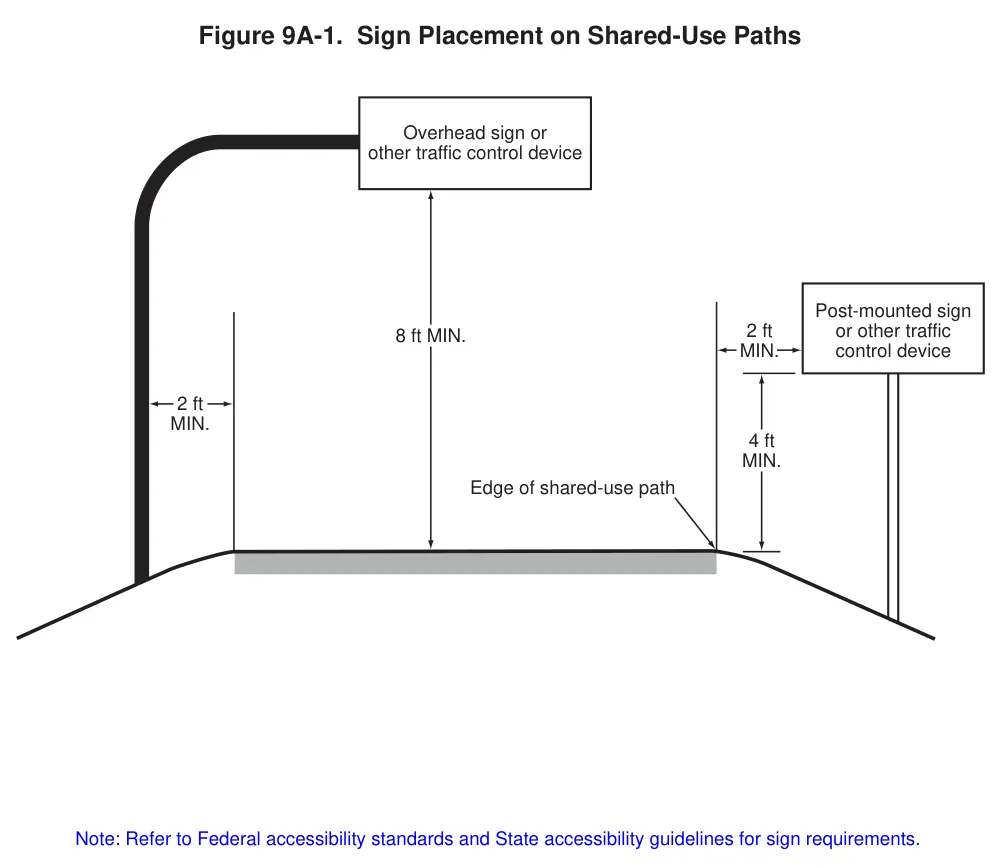 Figure 9A-1.  Sign Placement on Shared-Use Paths
Overhead sign or
other traffic control device
Post-mounted sign
or other traffic
control device
2 ft
MIN.
8 ft MIN.
2 ft
MIN.
4 ft
MIN.
Edge of shared-use path
Note: Refer to Federal accessibility standards and State accessibility guidelines for sign requirements.